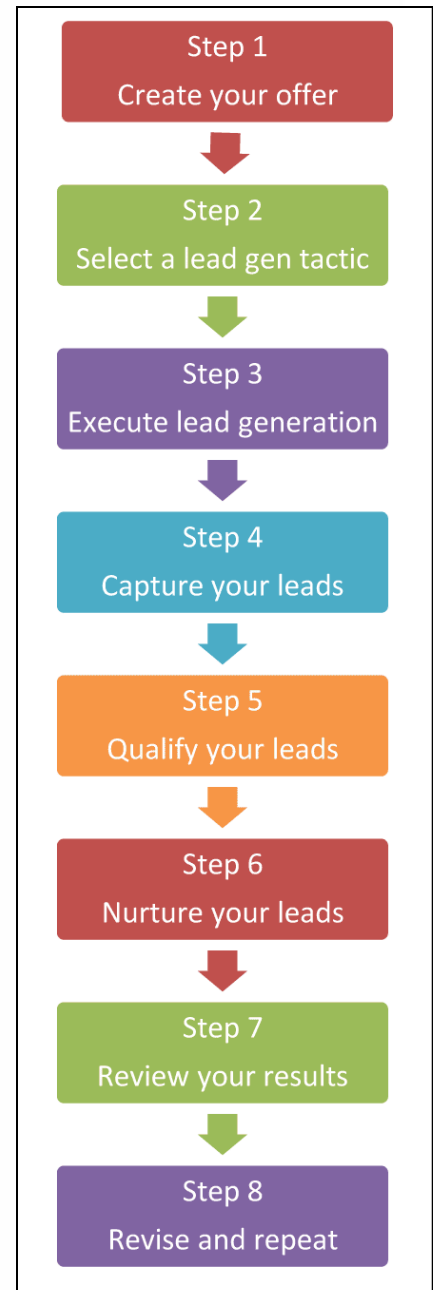 Step 1
Create your offer
Step 2
Select a lead gen tactic
Step 3
Execute lead generation
Step 4
Capture your leads
Step 5
Qualify your leads
Step 6
Nurture your leads
Step 7
Review your results
Step 8
Revise and repeat